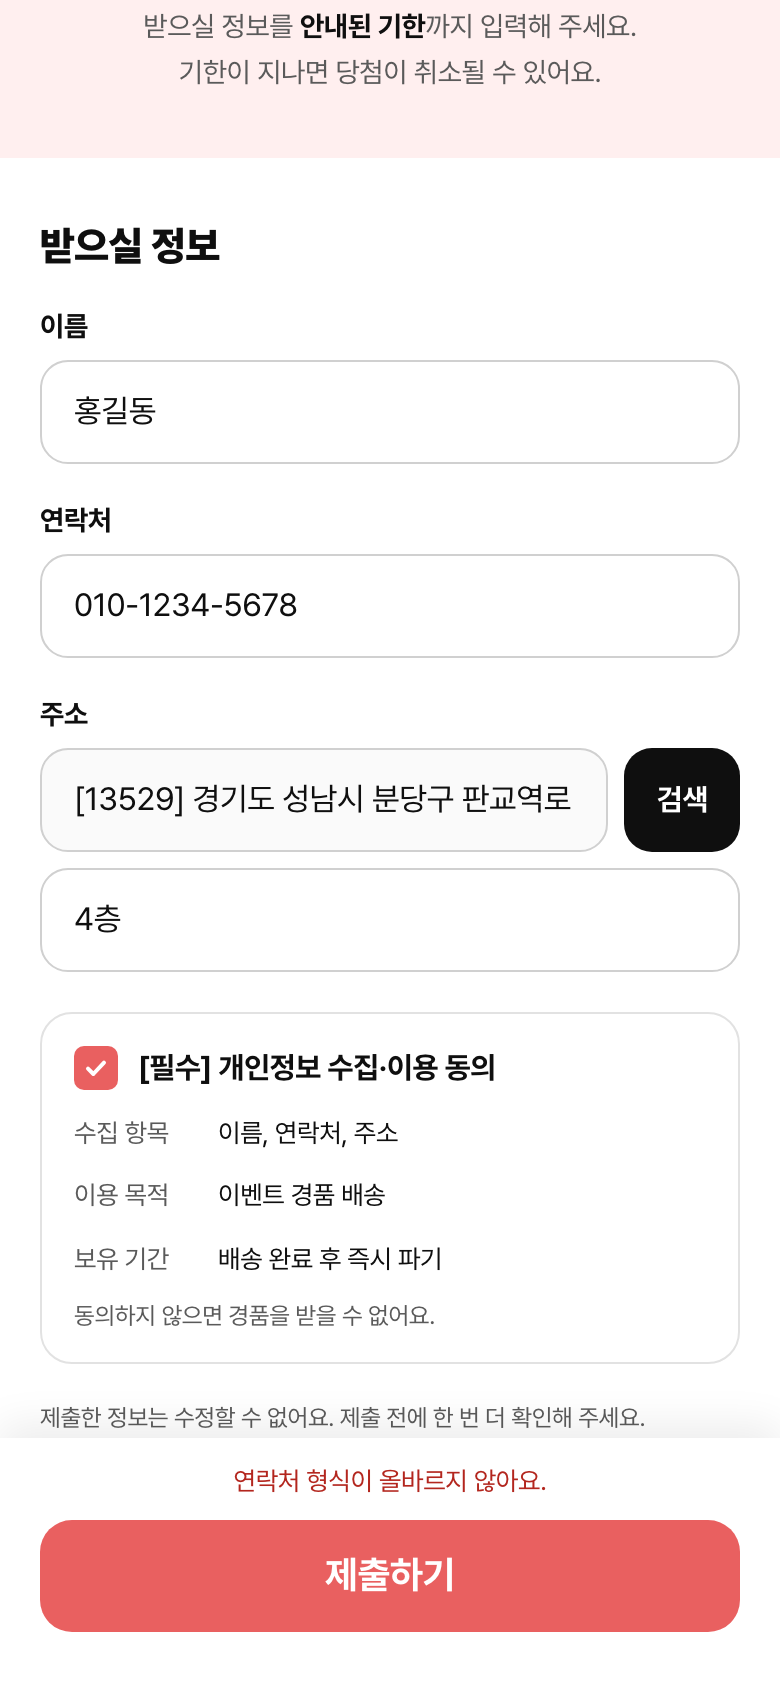 받으실 정보를 안내된 기한까지 입력해 주세요.
기한이 지나면 당첨이 취소될 수 있어요.
받으실 정보
이름
홍길동
연락처
010-1234-5678
주소
[13529] 경기도 성남시 분당구 판교역로
검색
4층
[필수] 개인정보 수집·이용 동의
수집 항목 이름, 연락처, 주소
이용 목적 이벤트 경품 배송
보유 기간 배송 완료 후 즉시 파기
동의하지 않으면 경품을 받을 수 없어요.
제출한 정보는 수정할 수 없어요. 제출 전에 한 번 더 확인해 주세요.
연락처 형식이 올바르지 않아요.
제출하기